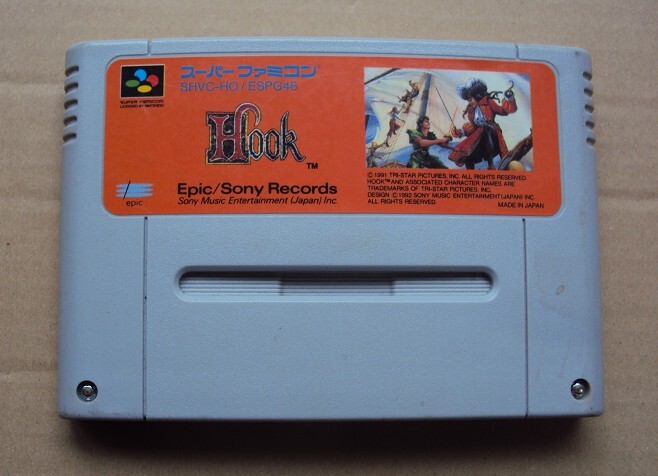 スーパーファミコン
SHVC-HO/ESPG46
SUPER FAMICOM
LICENSED BY NINTENDO
Hook
TM
epic
Epic/Sony Records
Sony Music Entertainment (Japan) Inc.
©1991 TRI-STAR PICTURES, INC. ALL RIGHTS RESERVED.
HOOK™ AND ASSOCIATED CHARACTER NAMES ARE
TRADEMARKS OF TRI-STAR PICTURES, INC.
DESIGN ©1992 SONY MUSIC ENTERTAINMENT (JAPAN) INC.
ALL RIGHTS RESERVED.
MADE IN JAPAN